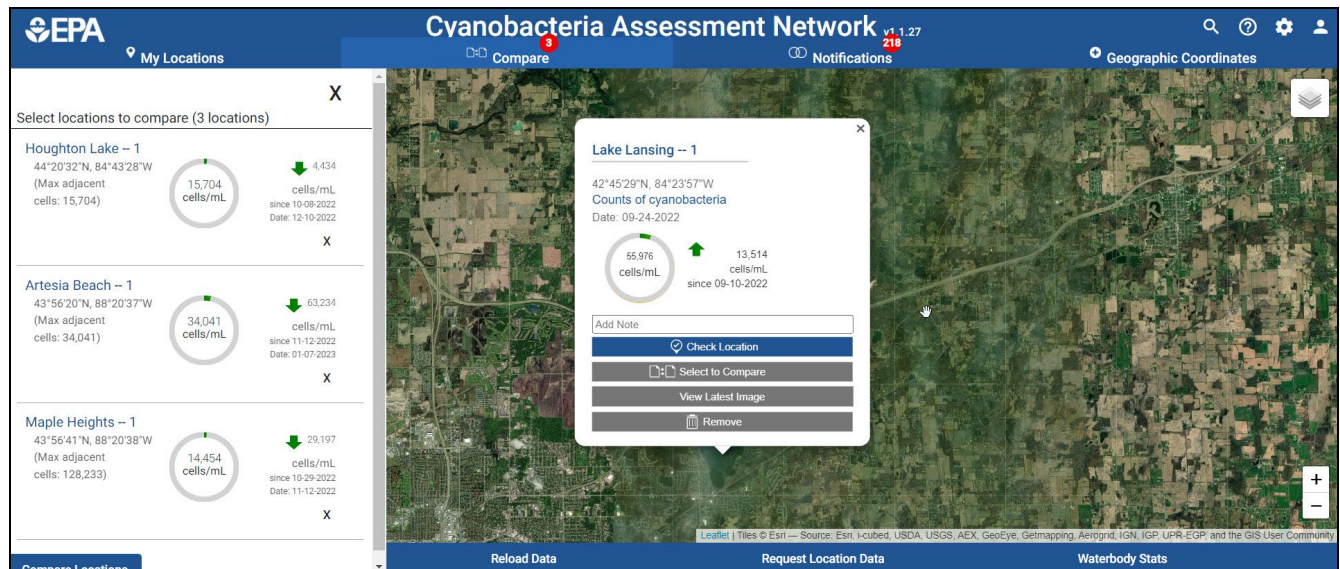 EPA
Cyanobacteria Assessment Network v1.1.27
My Locations
Compare
3
Notifications
218
Geographic Coordinates
X
Select locations to compare (3 locations)
Houghton Lake -- 1
44°20'32"N, 84°43'28"W
(Max adjacent
cells: 15,704)
15,704
cells/mL
4,434
cells/mL
since 10-08-2022
Date: 12-10-2022
X
Artesia Beach -- 1
43°56'20"N, 88°20'37"W
(Max adjacent
cells: 34,041)
34,041
cells/mL
63,234
cells/mL
since 11-12-2022
Date: 01-07-2023
X
Maple Heights -- 1
43°56'41"N, 88°20'38"W
(Max adjacent
cells: 128,233)
14,454
cells/mL
29,197
cells/mL
since 10-29-2022
Date: 11-12-2022
X
Compare Locations
×
Lake Lansing -- 1
42°45'29"N, 84°23'57"W
Counts of cyanobacteria
Date: 09-24-2022
55,976
cells/mL
13,514
cells/mL
since 09-10-2022
Add Note
Check Location
Select to Compare
View Latest Image
Remove
+
−
Leaflet | Tiles © Esri — Source: Esri, i-cubed, USDA, USGS, AEX, GeoEye, Getmapping, Aerogrid, IGN, IGP, UPR-EGP, and the GIS User Community
Reload Data
Request Location Data
Waterbody Stats